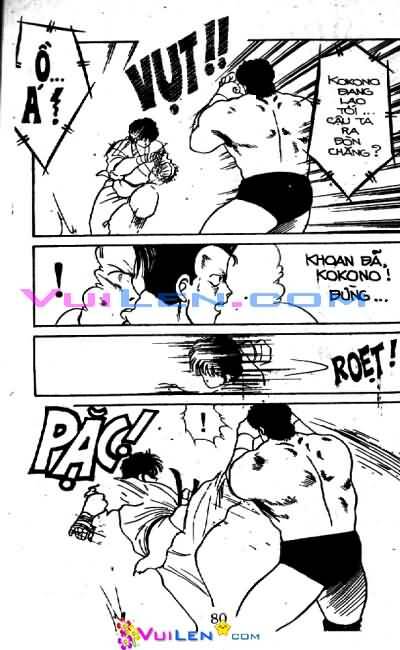 Ồ...
Á!
VỤT!!
KOKONO
ĐANG
LAO
TỚI...
CẬU TA
RA
ĐÒN
CHĂNG?
!
KHOAN ĐÃ,
KOKONO!
ĐỪNG...
VUILEN.COM
ROẸT!
PẶC!
!
80
VUILEN.COM